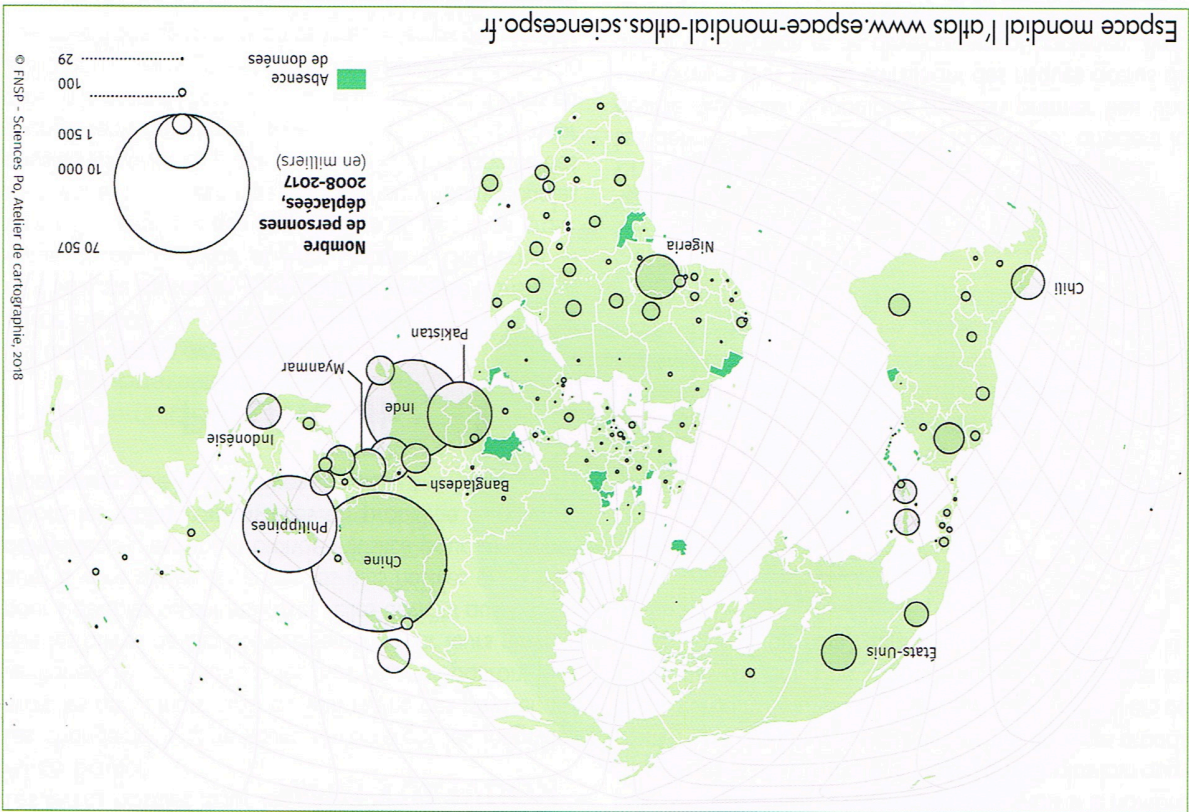 Espace mondial l'atlas www.espace-mondial-atlas.sciencespo.fr
États-Unis
Chine
Philippines
Bangladesh
Indonésie
Inde
Myanmar
Pakistan
Chili
Nigeria
Nombre
de personnes
déplacées,
2008-2017
(en milliers)
70 507
10 000
1 500
100
29
Absence
de données
© FNSP - Sciences Po, Atelier de cartographie, 2018